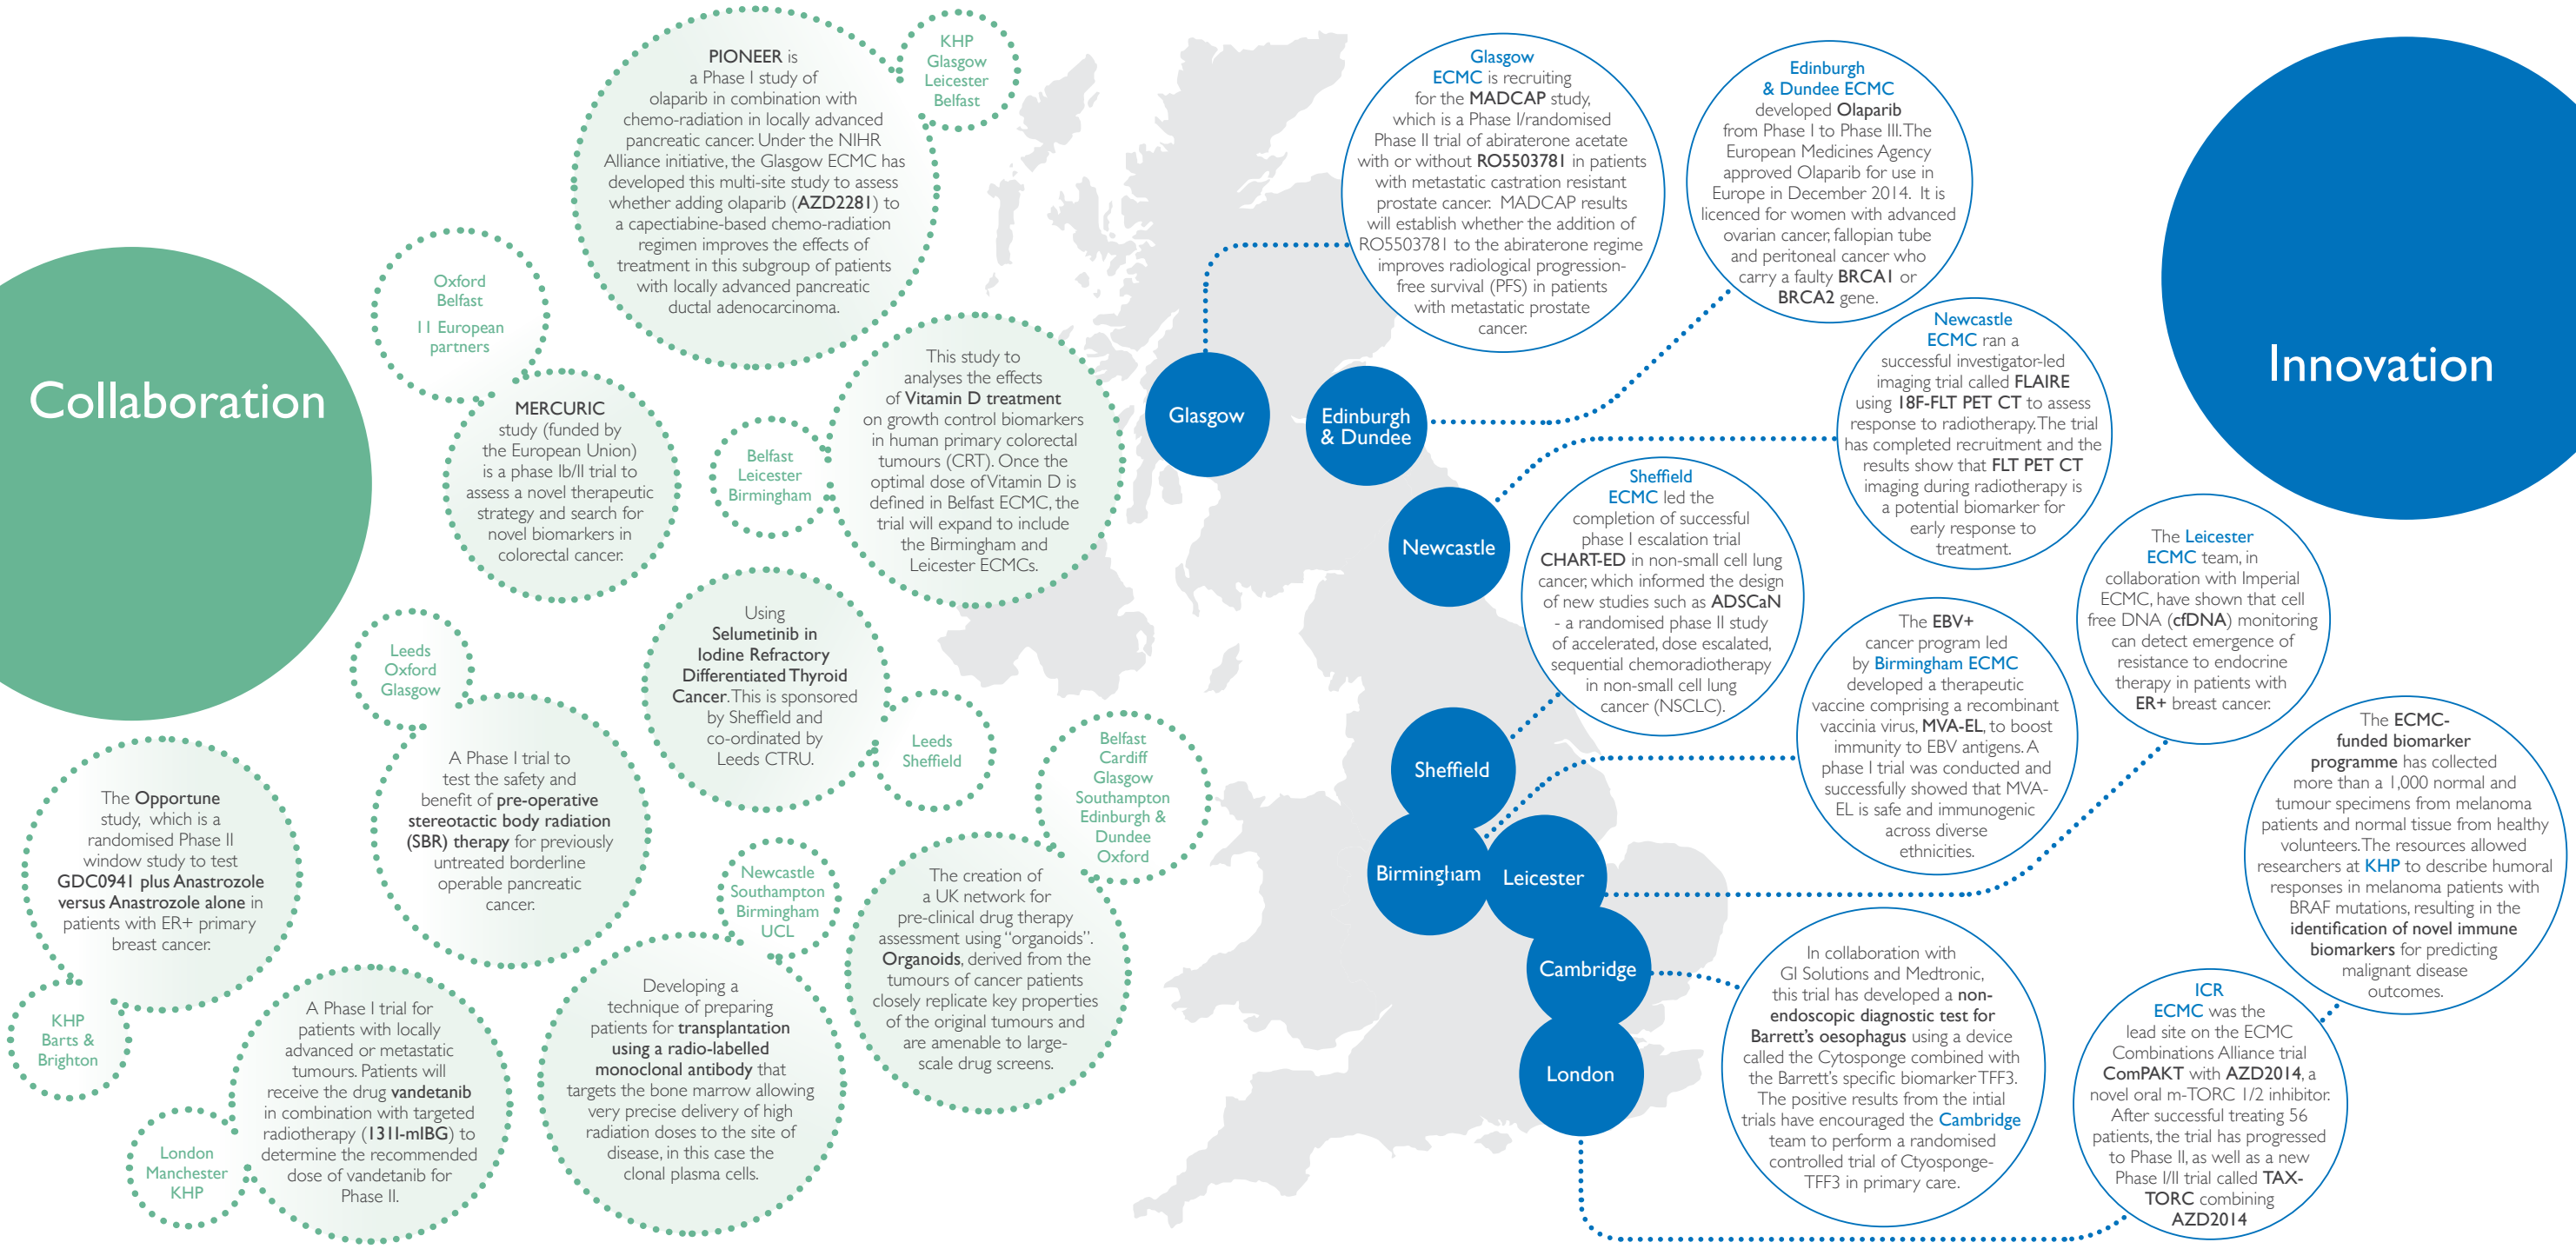 Collaboration
PIONEER is
a Phase I study of
olaparib in combination with
chemo-radiation in locally advanced
pancreatic cancer. Under the NIHR
Alliance initiative, the Glasgow ECMC has
developed this multi-site study to assess
whether adding olaparib (AZD2281) to
a capectiabine-based chemo-radiation
regimen improves the effects of
treatment in this subgroup of patients
with locally advanced pancreatic
ductal adenocarcinoma.
KHP
Glasgow
Leicester
Belfast
Oxford
Belfast
11 European
partners
MERCURIC
study (funded by
the European Union)
is a phase Ib/II trial to
assess a novel therapeutic
strategy and search for
novel biomarkers in
colorectal cancer.
Belfast
Leicester
Birmingham
This study to
analyses the effects
of Vitamin D treatment
on growth control biomarkers
in human primary colorectal
tumours (CRT). Once the
optimal dose of Vitamin D is
defined in Belfast ECMC, the
trial will expand to include
the Birmingham and
Leicester ECMCs.
Using
Selumetinib in
Iodine Refractory
Differentiated Thyroid
Cancer. This is sponsored
by Sheffield and
co-ordinated by
Leeds CTRU.
Leeds
Sheffield
Leeds
Oxford
Glasgow
A Phase I trial to
test the safety and
benefit of pre-operative
stereotactic body radiation
(SBR) therapy for previously
untreated borderline
operable pancreatic
cancer.
Belfast
Cardiff
Glasgow
Southampton
Edinburgh &
Dundee
Oxford
The creation of
a UK network for
pre-clinical drug therapy
assessment using "organoids".
Organoids, derived from the
tumours of cancer patients
closely replicate key properties
of the original tumours and
are amenable to large-
scale drug screens.
The Opportune
study, which is a
randomised Phase II
window study to test
GDC0941 plus Anastrozole
versus Anastrozole alone in
patients with ER+ primary
breast cancer.
KHP
Barts &
Brighton
Newcastle
Southampton
Birmingham
UCL
Developing a
technique of preparing
patients for transplantation
using a radio-labelled
monoclonal antibody that
targets the bone marrow allowing
very precise delivery of high
radiation doses to the site of
disease, in this case the
clonal plasma cells.
A Phase I trial for
patients with locally
advanced or metastatic
tumours. Patients will
receive the drug vandetanib
in combination with targeted
radiotherapy (131I-mIBG) to
determine the recommended
dose of vandetanib for
Phase II.
London
Manchester
KHP
Innovation
Glasgow
ECMC is recruiting
for the MADCAP study,
which is a Phase I/randomised
Phase II trial of abiraterone acetate
with or without RO5503781 in patients
with metastatic castration resistant
prostate cancer. MADCAP results
will establish whether the addition of
RO5503781 to the abiraterone regime
improves radiological progression-
free survival (PFS) in patients
with metastatic prostate
cancer.
Edinburgh
& Dundee ECMC
developed Olaparib
from Phase I to Phase III. The
European Medicines Agency
approved Olaparib for use in
Europe in December 2014. It is
licenced for women with advanced
ovarian cancer, fallopian tube
and peritoneal cancer who
carry a faulty BRCA1 or
BRCA2 gene.
Newcastle
ECMC ran a
successful investigator-led
imaging trial called FLAIRE
using 18F-FLT PET CT to assess
response to radiotherapy. The trial
has completed recruitment and the
results show that FLT PET CT
imaging during radiotherapy is
a potential biomarker for
early response to
treatment.
Sheffield
ECMC led the
completion of successful
phase I escalation trial
CHART-ED in non-small cell lung
cancer, which informed the design
of new studies such as ADSCaN
- a randomised phase II study
of accelerated, dose escalated,
sequential chemoradiotherapy
in non-small cell lung
cancer (NSCLC).
The Leicester
ECMC team, in
collaboration with Imperial
ECMC, have shown that cell
free DNA (cfDNA) monitoring
can detect emergence of
resistance to endocrine
therapy in patients with
ER+ breast cancer.
The EBV+
cancer program led
by Birmingham ECMC
developed a therapeutic
vaccine comprising a recombinant
vaccinia virus, MVA-EL, to boost
immunity to EBV antigens. A
phase I trial was conducted and
successfully showed that MVA-
EL is safe and immunogenic
across diverse
ethnicities.
The ECMC-
funded biomarker
programme has collected
more than a 1,000 normal and
tumour specimens from melanoma
patients and normal tissue from healthy
volunteers. The resources allowed
researchers at KHP to describe humoral
responses in melanoma patients with
BRAF mutations, resulting in the
identification of novel immune
biomarkers for predicting
malignant disease
outcomes.
In collaboration with
GI Solutions and Medtronic,
this trial has developed a non-
endoscopic diagnostic test for
Barrett's oesophagus using a device
called the Cytosponge combined with
the Barrett's specific biomarker TFF3.
The positive results from the intial
trials have encouraged the Cambridge
team to perform a randomised
controlled trial of Ctyosponge-
TFF3 in primary care.
ICR
ECMC was the
lead site on the ECMC
Combinations Alliance trial
ComPAKT with AZD2014, a
novel oral m-TORC 1/2 inhibitor.
After successful treating 56
patients, the trial has progressed
to Phase II, as well as a new
Phase I/II trial called TAX-
TORC combining
AZD2014
Glasgow
Edinburgh
& Dundee
Newcastle
Sheffield
Birmingham
Leicester
Cambridge
London